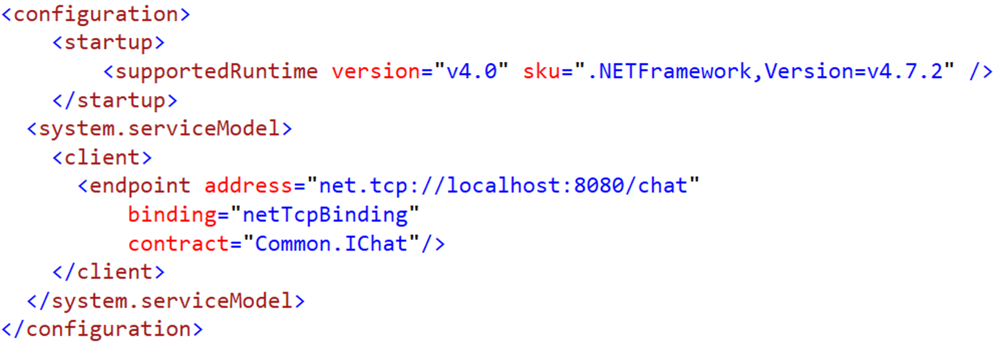 <configuration>
    <startup>
        <supportedRuntime version="v4.0" sku=".NETFramework,Version=v4.7.2" />
    </startup>
  <system.serviceModel>
    <client>
      <endpoint address="net.tcp://localhost:8080/chat"
          binding="netTcpBinding"
          contract="Common.IChat"/>
    </client>
  </system.serviceModel>
</configuration>